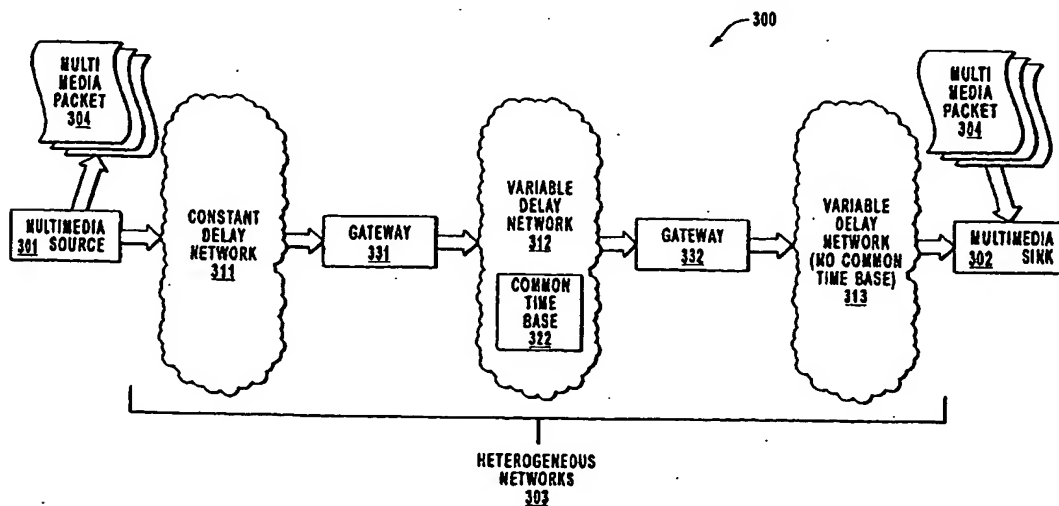 300
MULTI
MEDIA
PACKET
304
MULTIMEDIA
301 SOURCE
CONSTANT
DELAY
NETWORK
311
GATEWAY
331
VARIABLE
DELAY
NETWORK
312
COMMON
TIME
BASE
322
GATEWAY
332
VARIABLE
DELAY
NETWORK
(NO COMMON
TIME BASE)
313
MULTI
MEDIA
PACKET
304
MULTIMEDIA
302 SINK
HETEROGENEOUS
NETWORKS
303